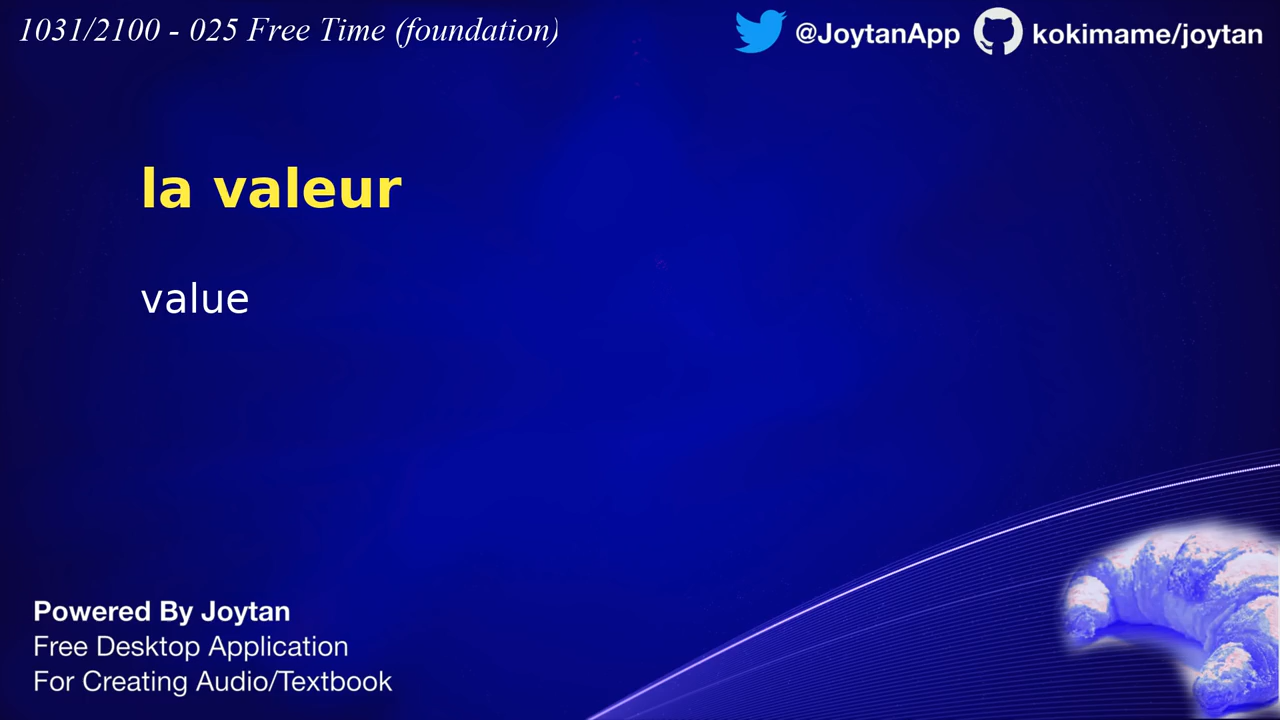 1031/2100 - 025 Free Time (foundation)
@JoytanApp
kokimame/joytan
la valeur
value
Powered By Joytan
Free Desktop Application
For Creating Audio/Textbook